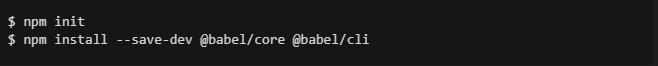 $ npm init
$ npm install --save-dev @babel/core @babel/cli